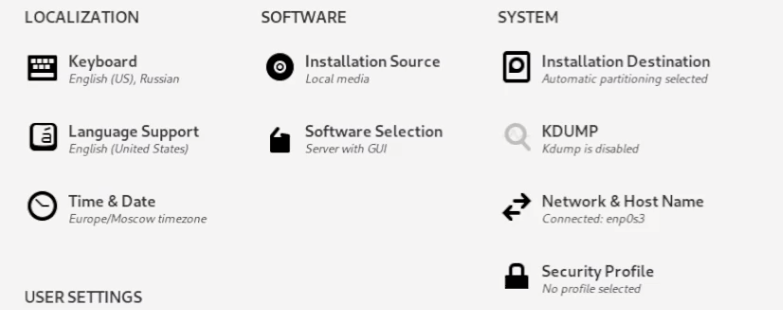 LOCALIZATION
Keyboard
English (US), Russian
Language Support
English (United States)
Time & Date
Europe/Moscow timezone
USER SETTINGS
SOFTWARE
Installation Source
Local media
Software Selection
Server with GUI
SYSTEM
Installation Destination
Automatic partitioning selected
KDUMP
Kdump is disabled
Network & Host Name
Connected: enp0s3
Security Profile
No profile selected